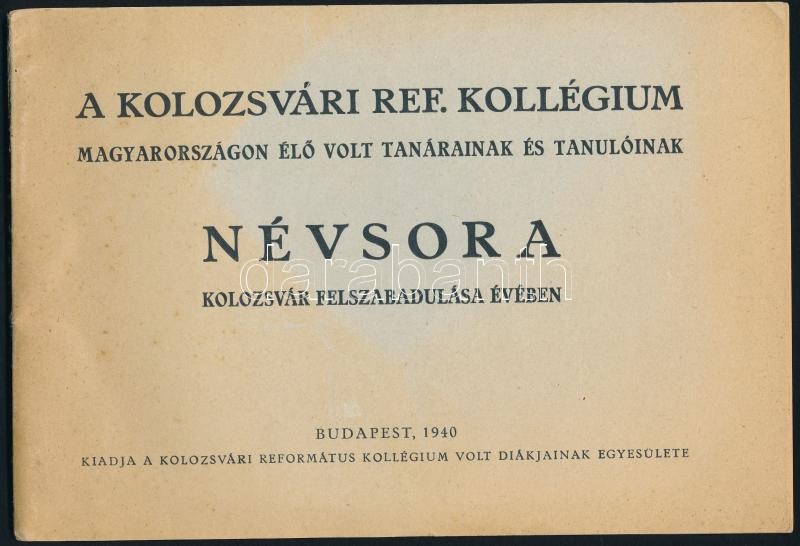 A KOLOZSVÁRI REF. KOLLÉGIUM
MAGYARORSZÁGON ÉLŐ VOLT TANÁRAINAK ÉS TANULÓINAK
NÉVSORA
darabanth
KOLOZSVÁR FELSZABADULÁSA ÉVÉBEN
BUDAPEST, 1940
KIADJA A KOLOZSVÁRI REFORMÁTUS KOLLÉGIUM VOLT DIÁKJAINAK EGYESÜLETE